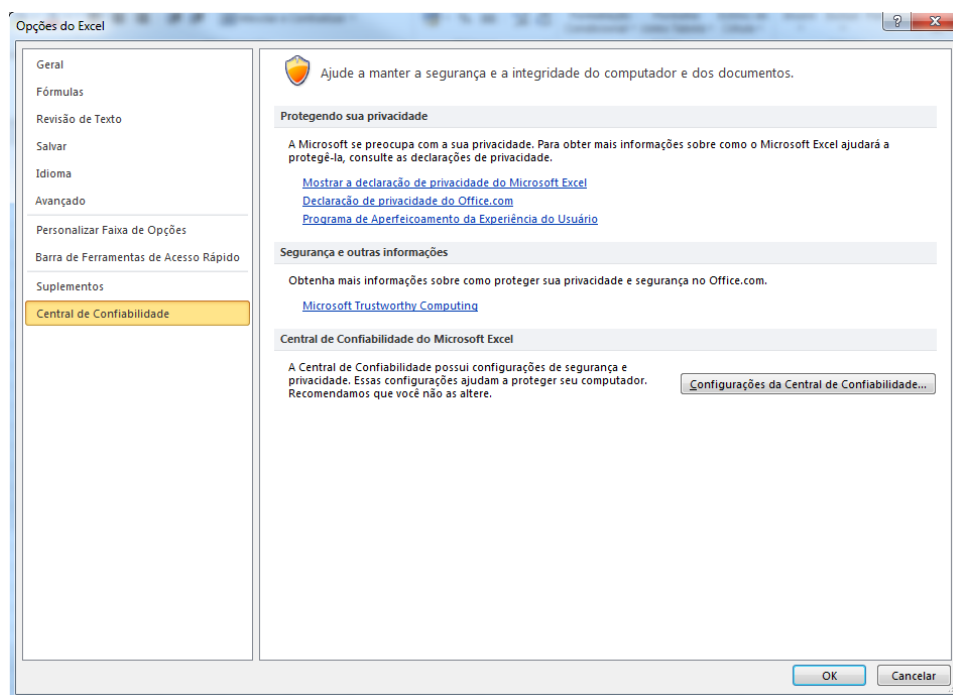 Opções do Excel
Geral
Fórmulas
Revisão de Texto
Salvar
Idioma
Avançado
Personalizar Faixa de Opções
Barra de Ferramentas de Acesso Rápido
Suplementos
Central de Confiabilidade
Ajude a manter a segurança e a integridade do computador e dos documentos.
Protegendo sua privacidade
A Microsoft se preocupa com a sua privacidade. Para obter mais informações sobre como o Microsoft Excel ajudará a
protegê-la, consulte as declarações de privacidade.
Mostrar a declaração de privacidade do Microsoft Excel
Declaração de privacidade do Office.com
Programa de Aperfeicoamento da Experiência do Usuário
Segurança e outras informações
Obtenha mais informações sobre como proteger sua privacidade e segurança no Office.com.
Microsoft Trustworthy Computing
Central de Confiabilidade do Microsoft Excel
A Central de Confiabilidade possui configurações de segurança e
privacidade. Essas configurações ajudam a proteger seu computador.
Recomendamos que você não as altere.
Configurações da Central de Confiabilidade...
OK
Cancelar